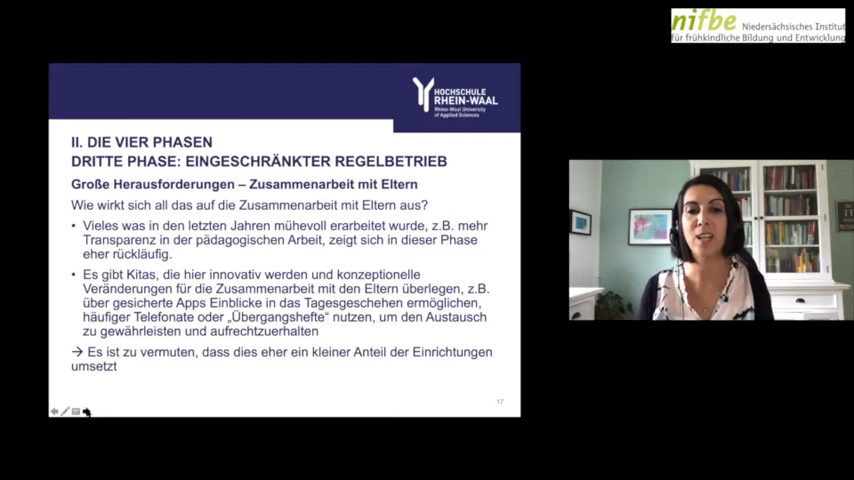 nifbe
Niedersächsisches Institut
für frühkindliche Bildung und Entwicklung
HOCHSCHULE
RHEIN-WAAL
Rhine-Waal University
of Applied Sciences
II. DIE VIER PHASEN
DRITTE PHASE: EINGESCHRÄNKTER REGELBETRIEB
Große Herausforderungen – Zusammenarbeit mit Eltern
Wie wirkt sich all das auf die Zusammenarbeit mit Eltern aus?
• Vieles was in den letzten Jahren mühevoll erarbeitet wurde, z.B. mehr
Transparenz in der pädagogischen Arbeit, zeigt sich in dieser Phase
eher rückläufig.
• Es gibt Kitas, die hier innovativ werden und konzeptionelle
Veränderungen für die Zusammenarbeit mit den Eltern überlegen, z.B.
über gesicherte Apps Einblicke in das Tagesgeschehen ermöglichen,
häufiger Telefonate oder „Übergangshefte“ nutzen, um den Austausch
zu gewährleisten und aufrechtzuerhalten
→ Es ist zu vermuten, dass dies eher ein kleiner Anteil der Einrichtungen
umsetzt
17